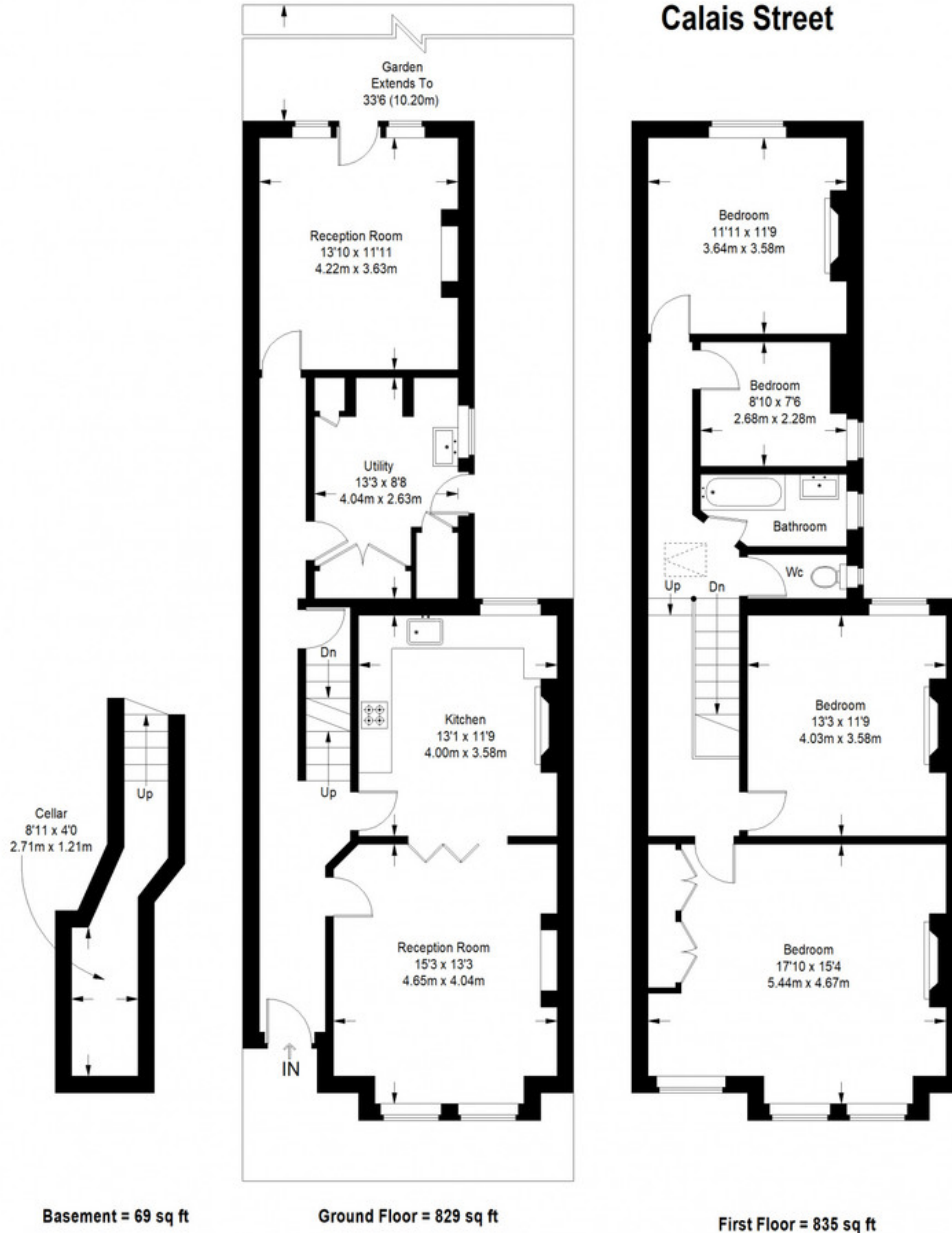 Calais Street
Garden
Extends To
33'6 (10.20m)
Reception Room
13'10 x 11'11
4.22m x 3.63m
Utility
13'3 x 8'8
4.04m x 2.63m
Dn
Up
Kitchen
13'1 x 11'9
4.00m x 3.58m
Reception Room
15'3 x 13'3
4.65m x 4.04m
IN
Bedroom
11'11 x 11'9
3.64m x 3.58m
Bedroom
8'10 x 7'6
2.68m x 2.28m
Bathroom
Wc
Up
Dn
Bedroom
13'3 x 11'9
4.03m x 3.58m
Bedroom
17'10 x 15'4
5.44m x 4.67m
Up
Cellar
8'11 x 4'0
2.71m x 1.21m
Basement = 69 sq ft
Ground Floor = 829 sq ft
First Floor = 835 sq ft